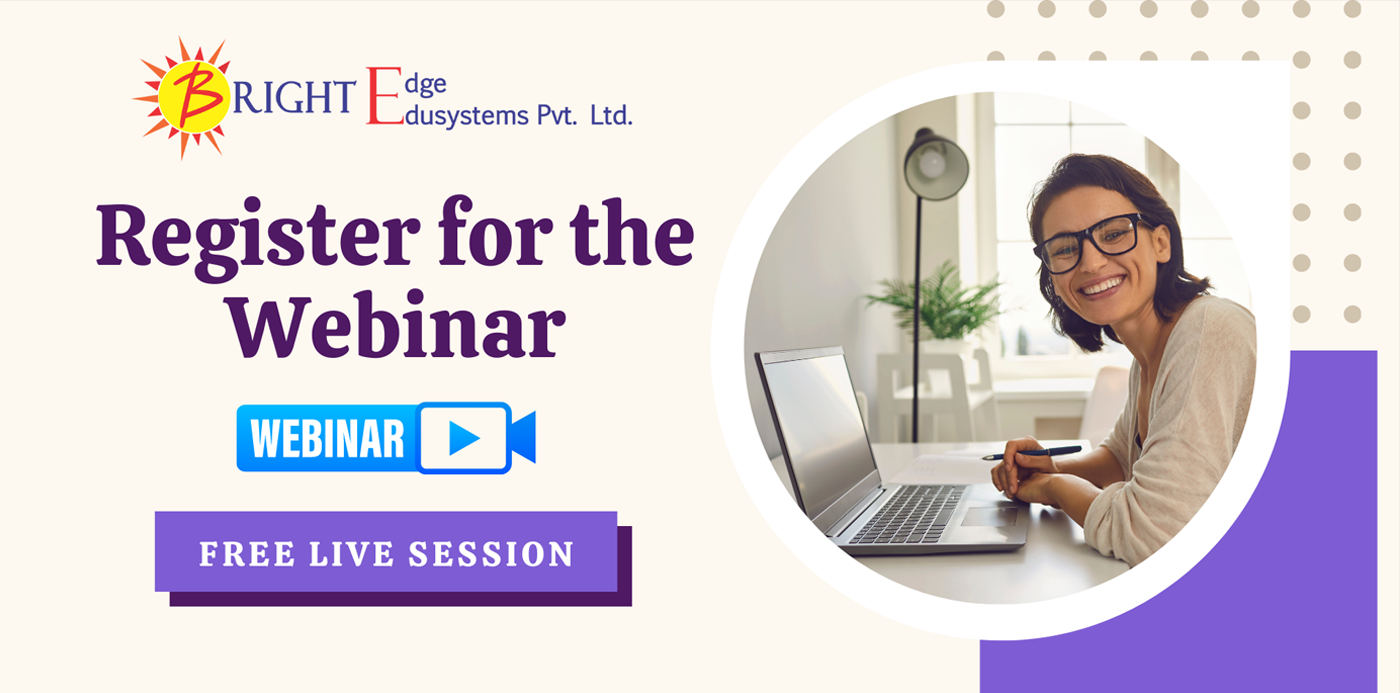 BRIGHT Edge
Edusystems Pvt. Ltd.
Register for the
Webinar
WEBINAR
FREE LIVE SESSION